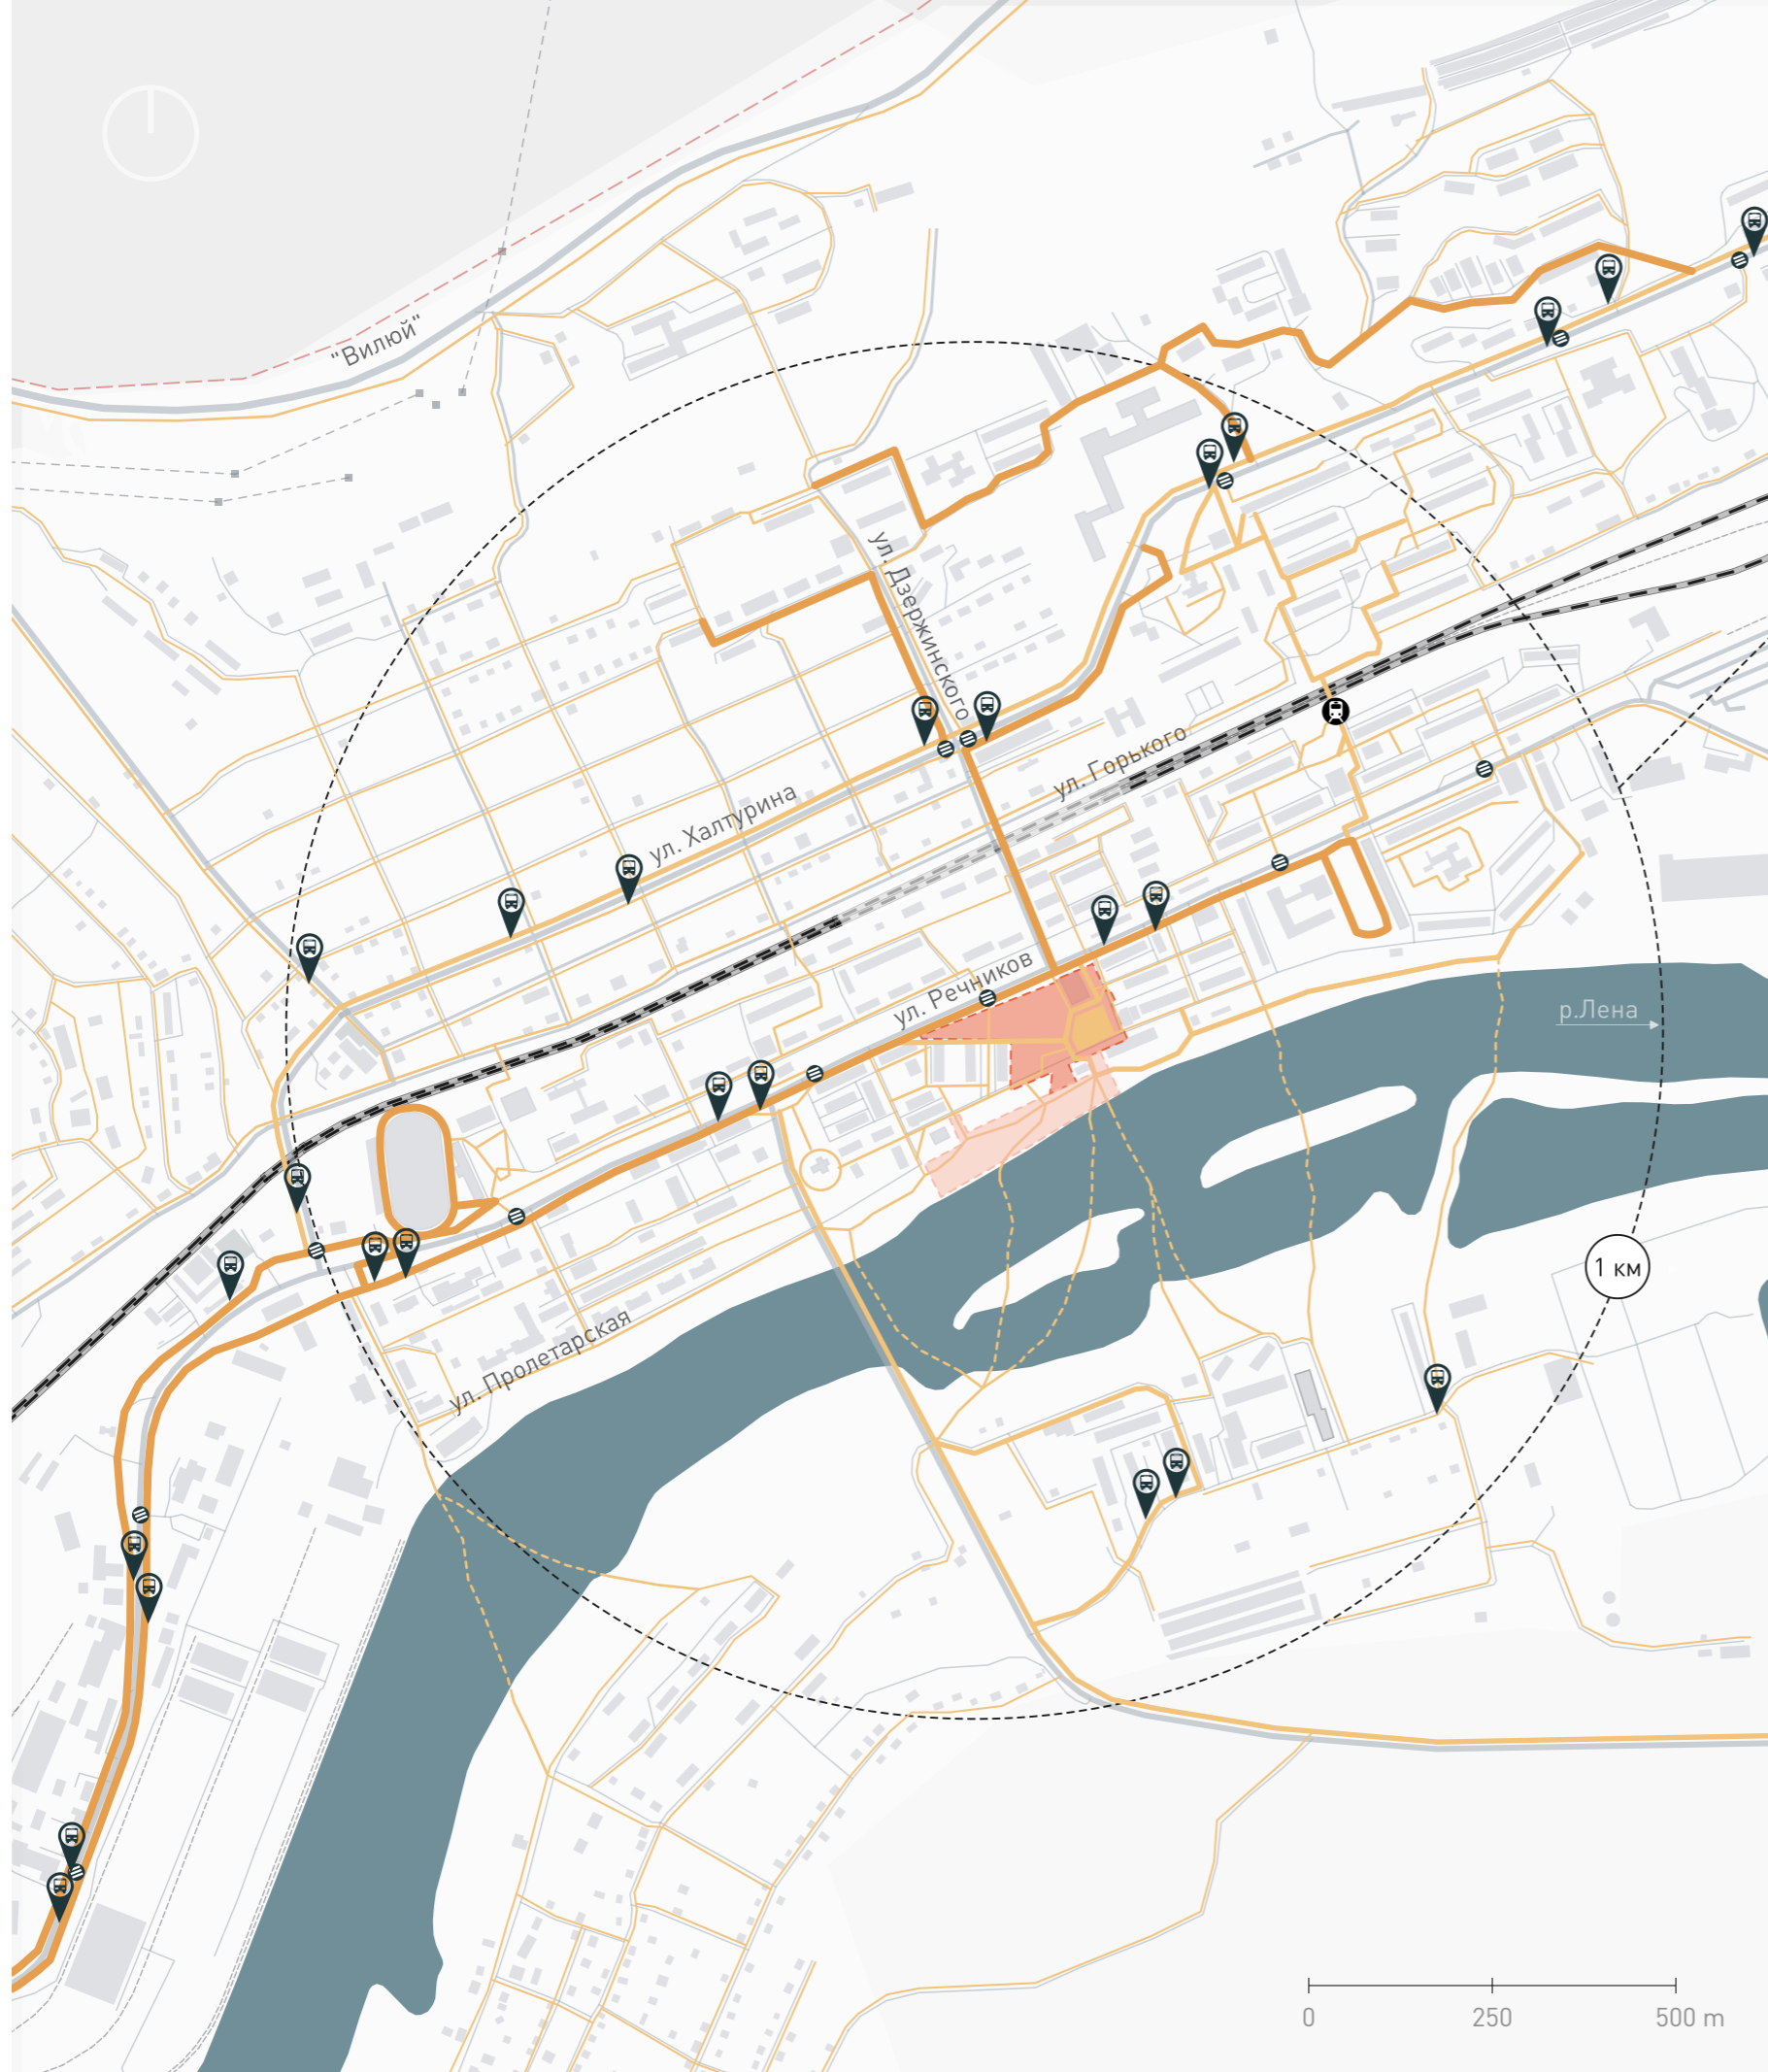 "Вилюй"
ул. Дзержинского
ул. Горького
ул. Халтурина
ул. Речников
р.Лена
1 км
ул. Пролетарская
0 250 500 m